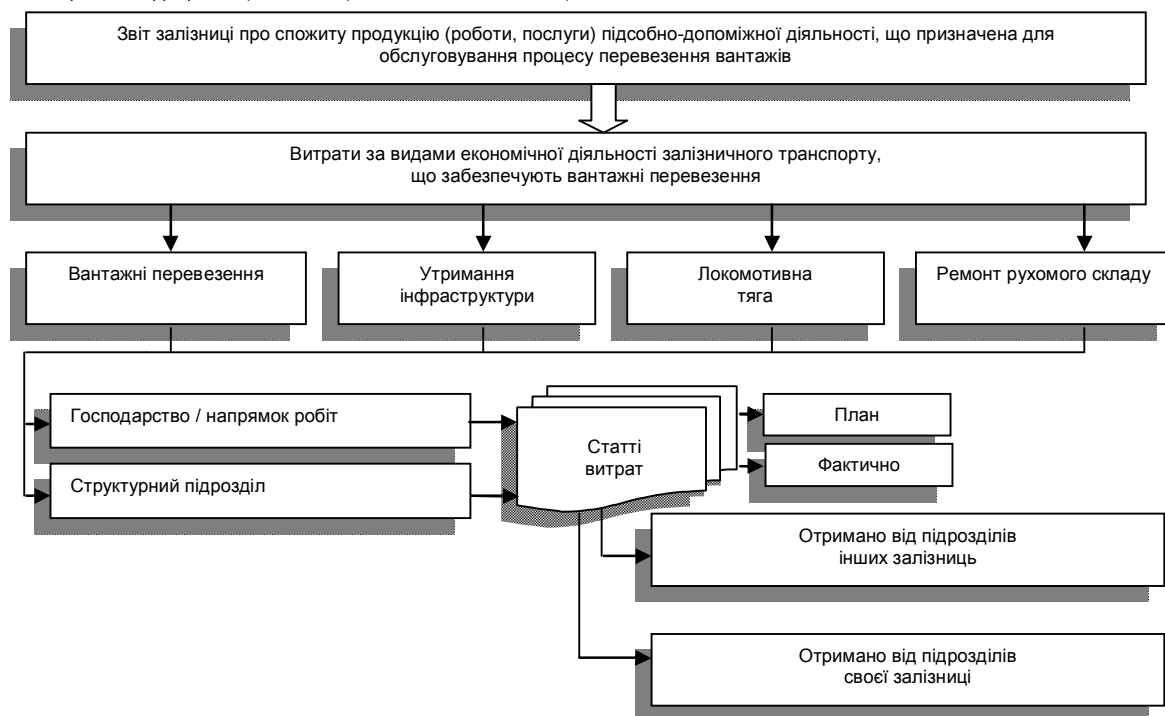 Звіт залізниці про спожиту продукцію (роботи, послуги) підсобно-допоміжної діяльності, що призначена для
обслуговування процесу перевезення вантажів
Витрати за видами економічної діяльності залізничного транспорту,
що забезпечують вантажні перевезення
Вантажні перевезення
Утримання
інфраструктури
Локомотивна
тяга
Ремонт рухомого складу
Господарство / напрямок робіт
Структурний підрозділ
Статті
витрат
План
Фактично
Отримано від підрозділів
інших залізниць
Отримано від підрозділів
своєї залізниці